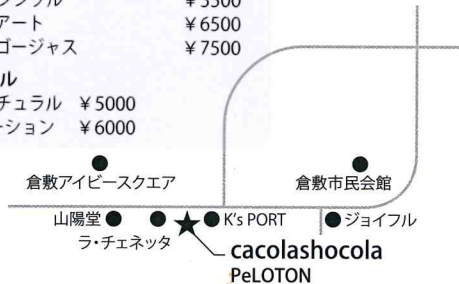 ¥5500
アート ¥6500
ゴージャス ¥7500
チュラル ¥5000
ーション ¥6000
倉敷アイビースクエア
倉敷市民会館
山陽堂
K's PORT
ジョイフル
ラ・チェネッタ
cacolashocola
PeLOTON